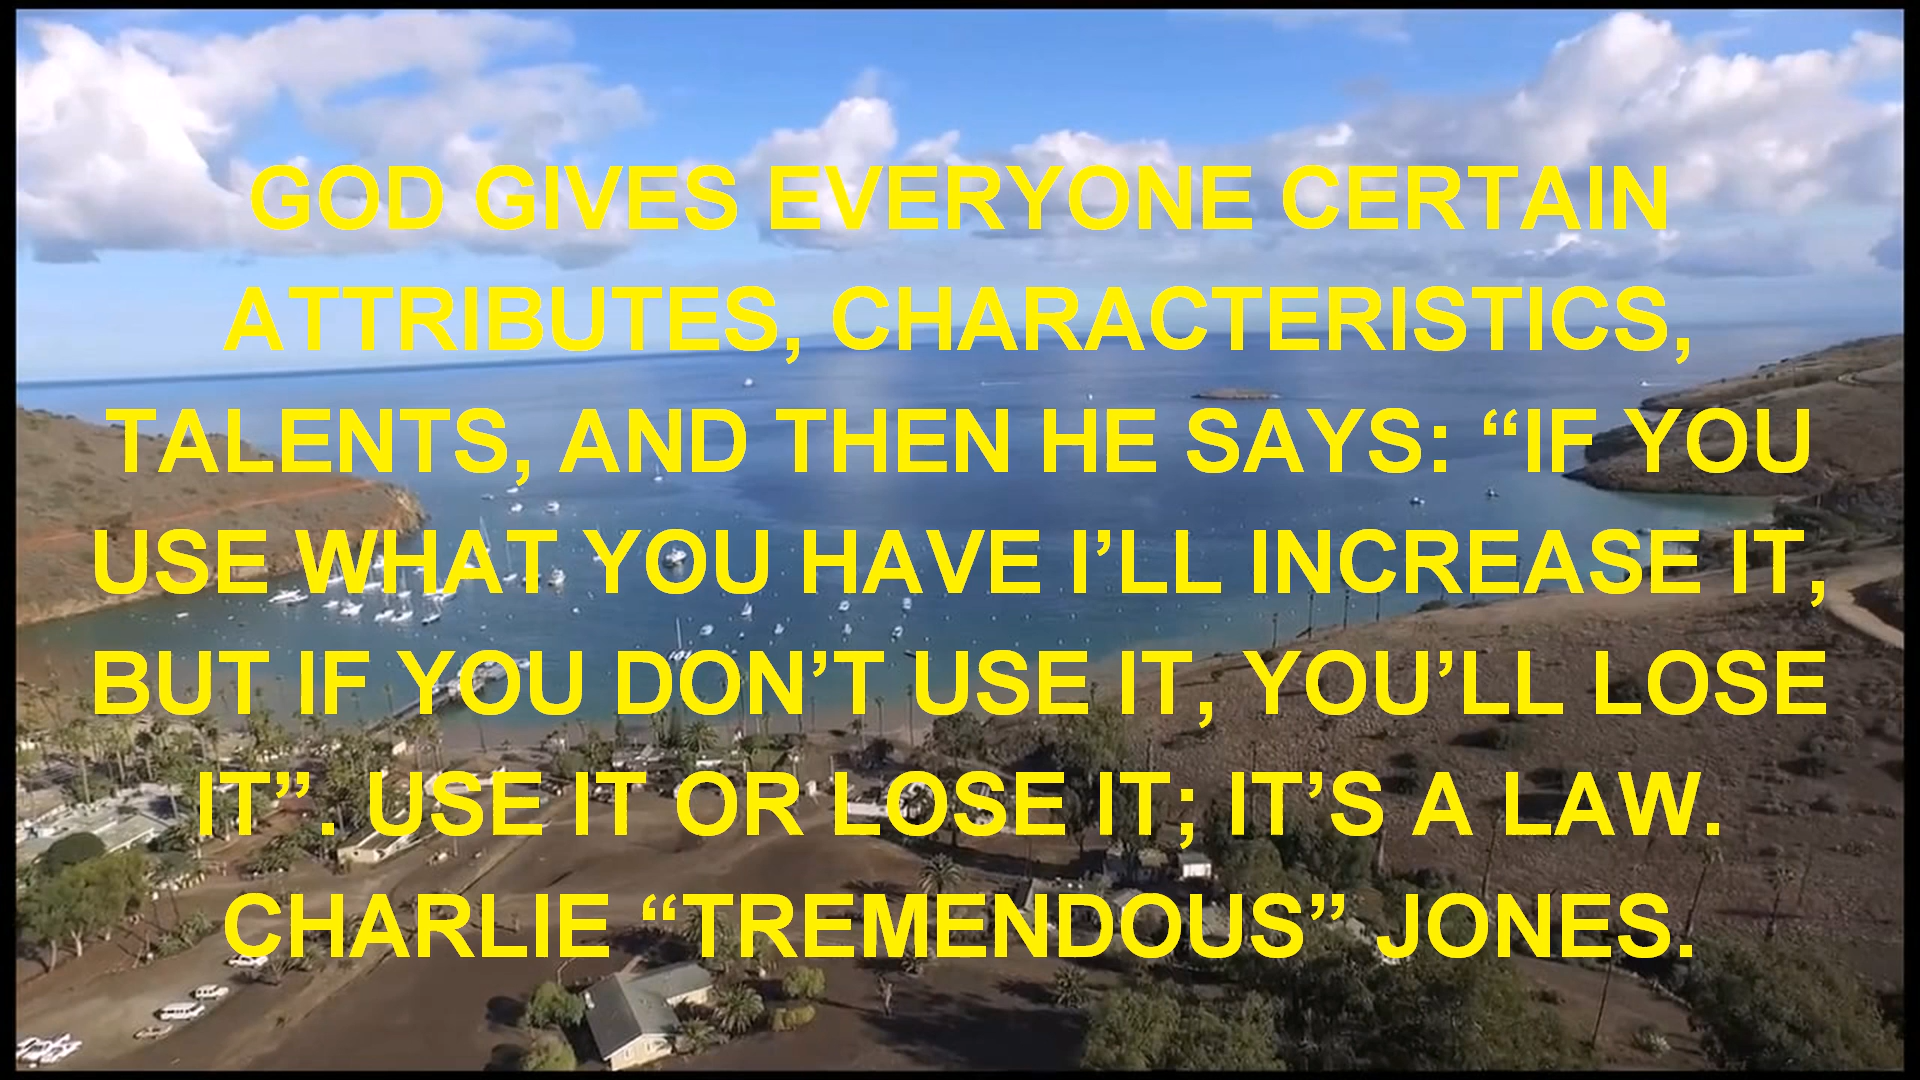 GOD GIVES EVERYONE CERTAIN
ATTRIBUTES, CHARACTERISTICS,
TALENTS, AND THEN HE SAYS: “IF YOU
USE WHAT YOU HAVE I’LL INCREASE IT,
BUT IF YOU DON’T USE IT, YOU’LL LOSE
IT”. USE IT OR LOSE IT; IT’S A LAW.
CHARLIE “TREMENDOUS” JONES.